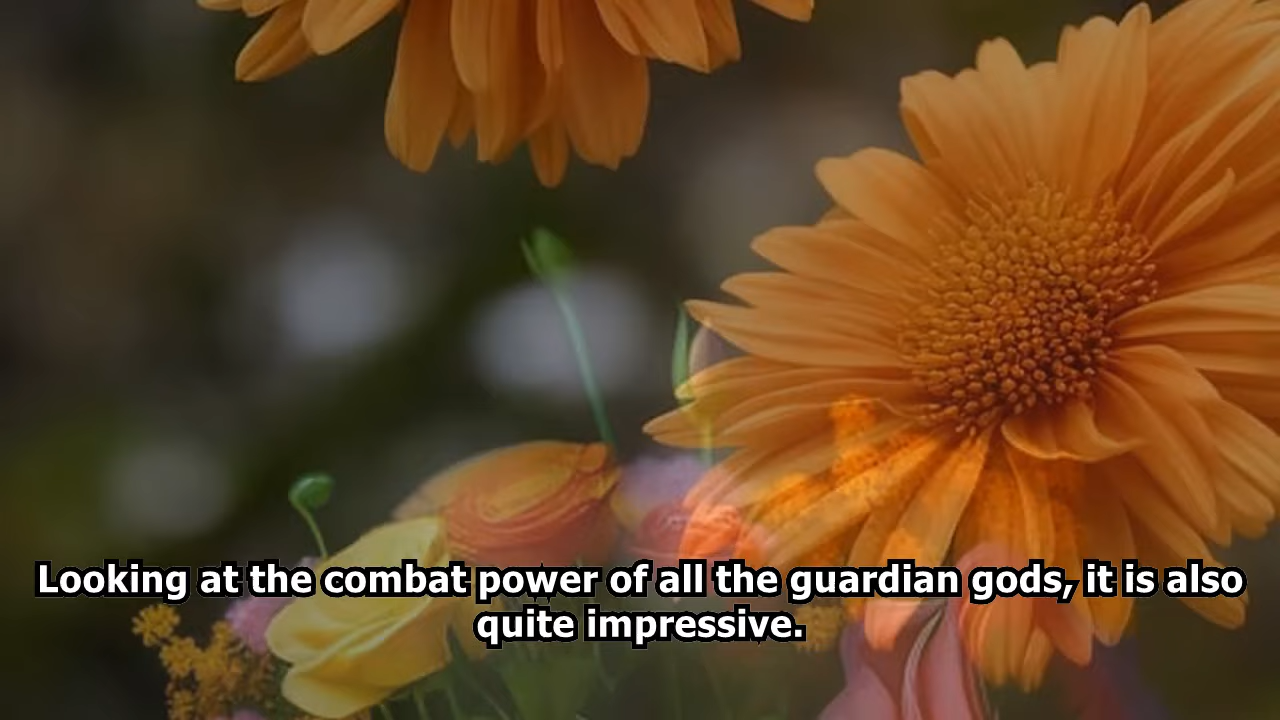 Looking at the combat power of all the guardian gods, it is also
quite impressive.